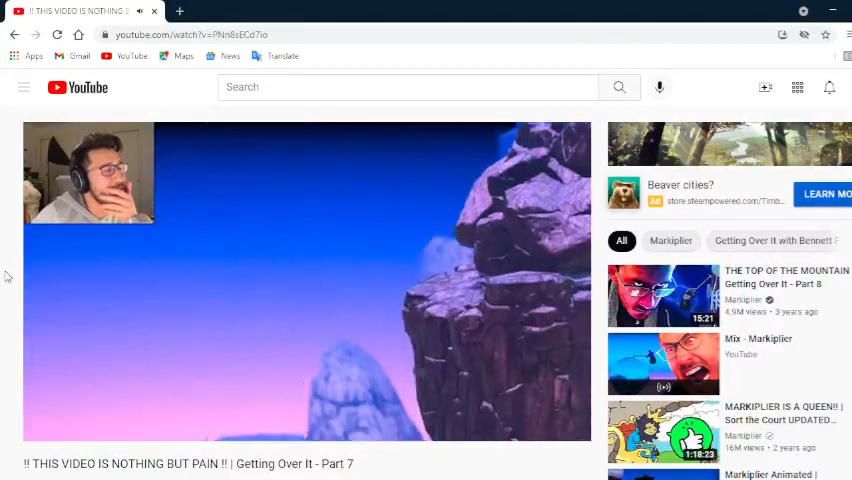 !! THIS VIDEO IS NOTHING
youtube.com/watch?v=PNn8sECd7io
Apps Gmail YouTube Maps News Translate
YouTube
Search
Beaver cities?
Ad store.steampowered.com/Timb...
LEARN MO
All Markiplier Getting Over It with Bennett F
THE TOP OF THE MOUNTAIN
Getting Over It - Part 8
Markiplier
4.9M views • 3 years ago
15:21
Mix - Markiplier
YouTube
MARKIPLIER IS A QUEEN!! |
Sort the Court UPDATED...
Markiplier
16M views • 2 years ago
1:18:23
Markiplier Animated |
!! THIS VIDEO IS NOTHING BUT PAIN !! | Getting Over It - Part 7